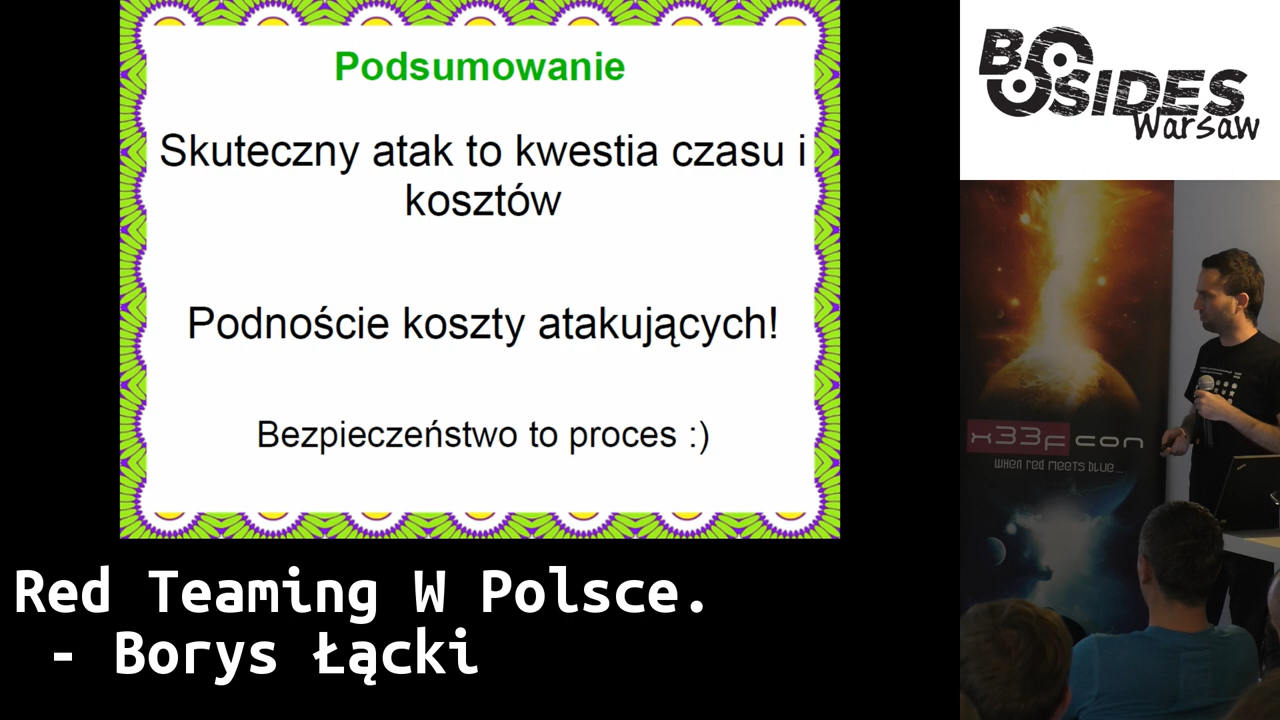 Podsumowanie
Skuteczny atak to kwestia czasu i
kosztów
Podnoście koszty atakujących!
Bezpieczeństwo to proces :)
Red Teaming W Polsce.
- Borys Łącki
BSIDES
Warsaw
x33fcon
when red meets blue...